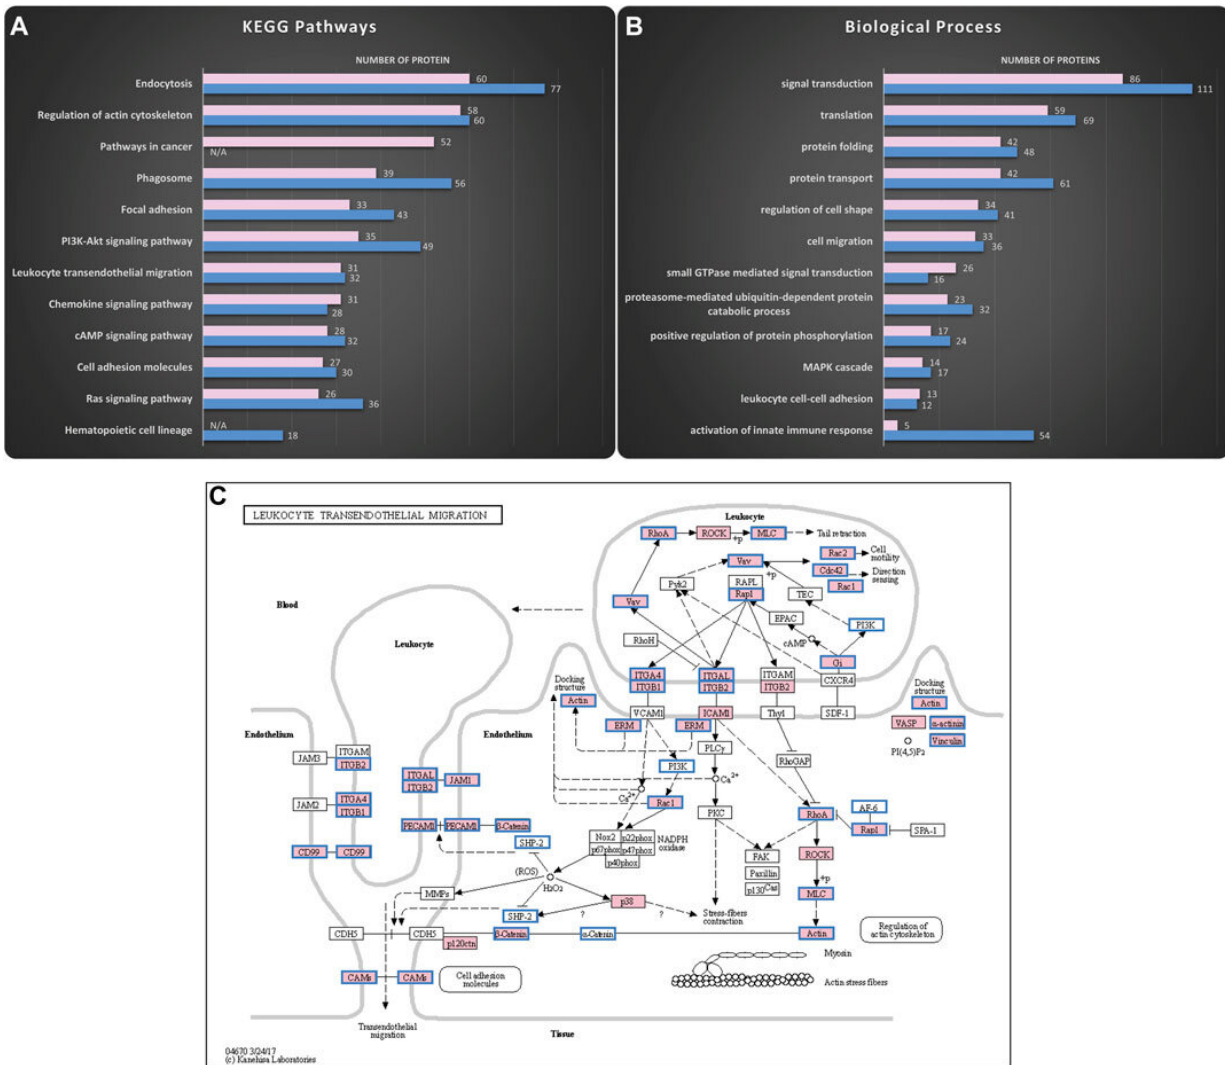 A
KEGG Pathways
NUMBER OF PROTEIN
Endocytosis
60
77
Regulation of actin cytoskeleton
58
60
Pathways in cancer
52
N/A
Phagosome
39
56
Focal adhesion
33
43
PI3K-Akt signaling pathway
35
49
Leukocyte transendothelial migration
31
32
Chemokine signaling pathway
31
28
cAMP signaling pathway
28
32
Cell adhesion molecules
27
30
Ras signaling pathway
26
36
Hematopoietic cell lineage
N/A
18
B
Biological Process
NUMBER OF PROTEINS
signal transduction
86
111
translation
59
69
protein folding
42
48
protein transport
42
61
regulation of cell shape
34
41
cell migration
33
36
small GTPase mediated signal transduction
26
16
proteasome-mediated ubiquitin-dependent protein
catabolic process
23
32
positive regulation of protein phosphorylation
17
24
MAPK cascade
14
17
leukocyte cell-cell adhesion
13
12
activation of innate immune response
5
54
C
LEUKOCYTE TRANSENDOTHELIAL MIGRATION
Leukocyte
RhoA
ROCK
+p
MLC
Tail retraction
Vav
+p
Rac2
Cell
motility
Cdc42
Direction
sensing
Rac1
Pyk2
RAPL
Rap1
TEC
Vav
EPAC
PI3K
cAMP
RhoH
Gi
Blood
Leukocyte
ITGA4
ITGB1
ITGAL
ITGB2
ITGAM
ITGB2
CXCR4
Docking
structure
Actin
VCAM1
ICAM1
Thy1
SDF-1
ERM
ERM
Docking
structure
Actin
VASP
α-actinin
PI(4,5)P2
Vinculin
Endothelium
Endothelium
JAM3
ITGAM
ITGB2
ITGAL
ITGB2
JAM1
PLCγ
PI3K
RhoGAP
Ca2+
Ca2+
JAM2
ITGA4
ITGB1
Rac1
PKC
RhoA
AF-6
Rap1
SPA-1
PECAM1
PECAM1
β-Catenin
SHP-2
Nox2
p22phox
p67phox
p47phox
p40phox
NADPH
oxidase
CD99
CD99
FAK
Paxillin
p130Cas
ROCK
+p
(ROS)
H2O2
MMPs
p38
MLC
SHP-2
?
?
Stress-fibers
contraction
CDH5
CDH5
p120ctn
β-Catenin
α-Catenin
Actin
Regulation of
actin cytoskeleton
Myosin
Actin stress fibers
CAMs
CAMs
Cell adhesion
molecules
Transendothelial
migration
Tissue
04670 3/24/17
(c) Kanehisa Laboratories